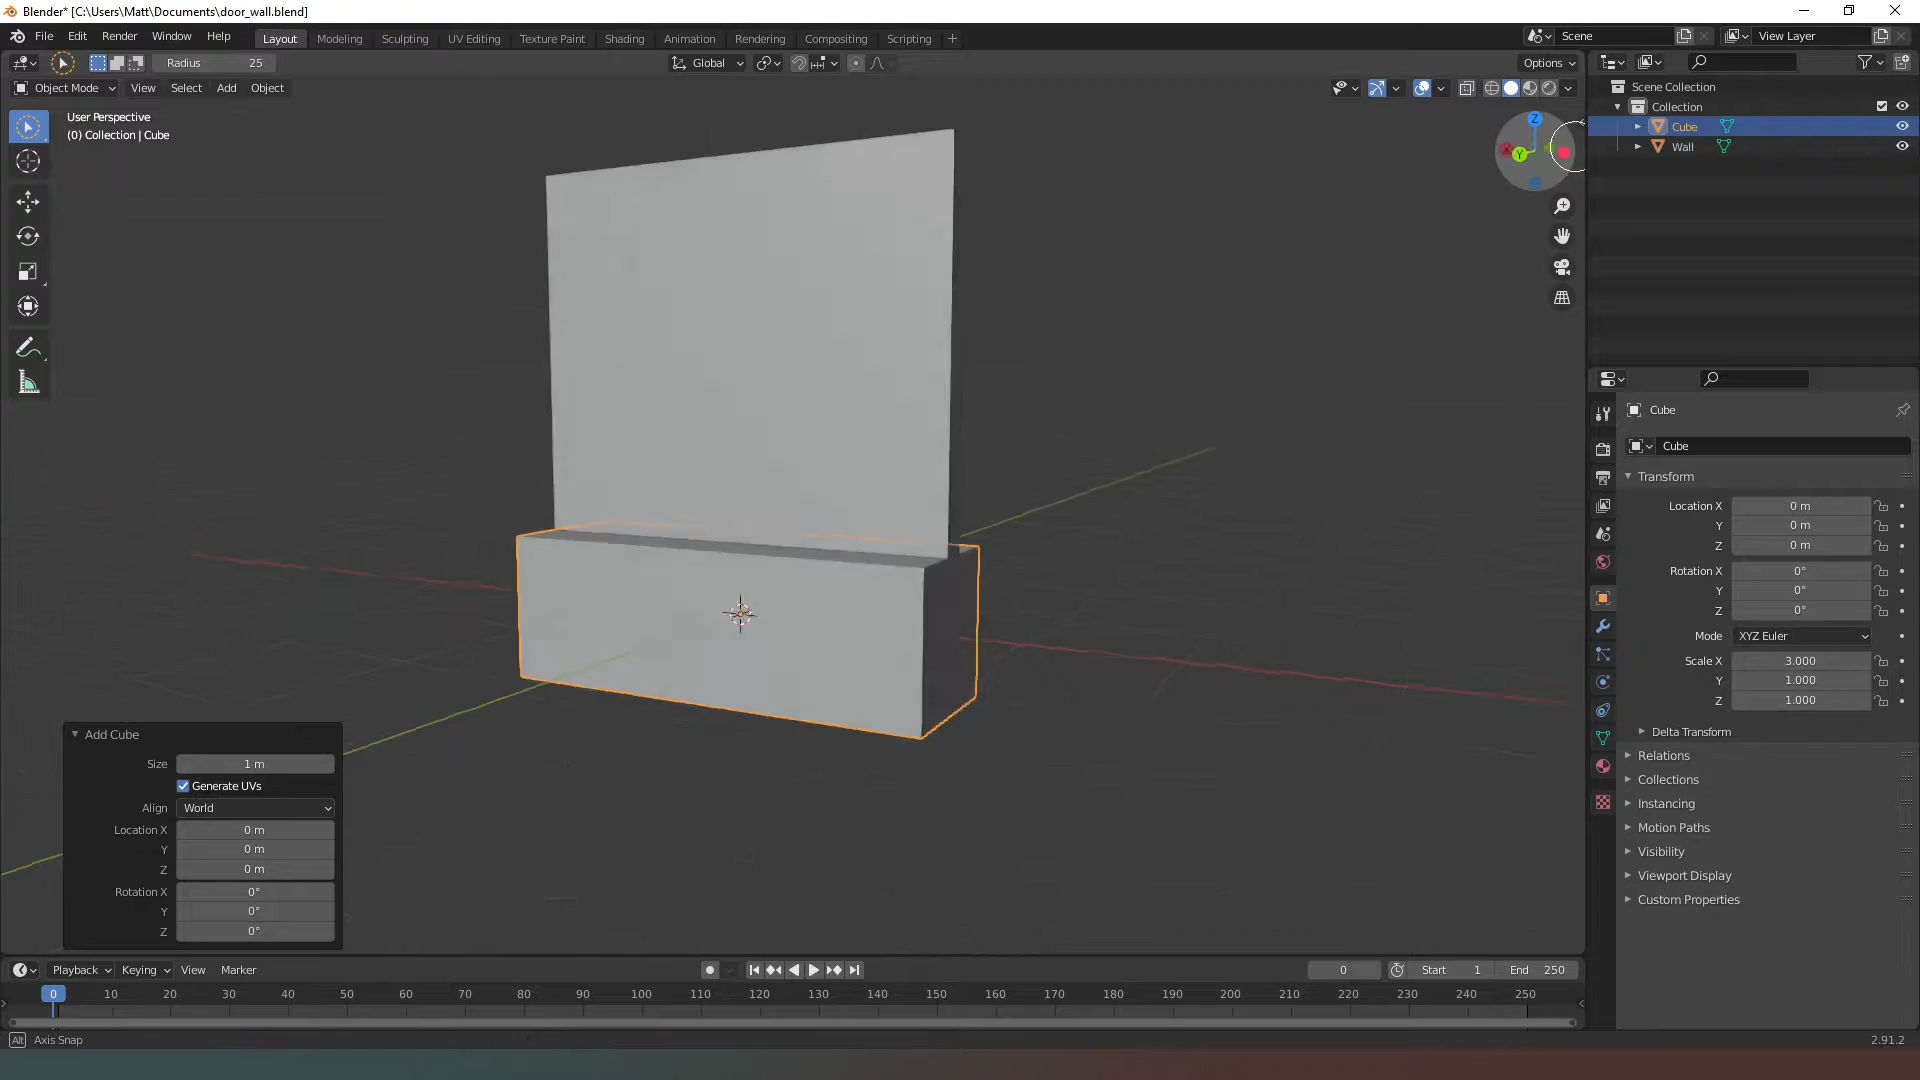 Blender* [C:\Users\Matt\Documents\door_wall.blend]
File Edit Render Window Help
Layout Modeling Sculpting UV Editing Texture Paint Shading Animation Rendering Compositing Scripting +
Scene
View Layer
Radius 25
Global
Options
Object Mode View Select Add Object
User Perspective
(0) Collection | Cube
Z
X
Y
Scene Collection
Collection
Cube
Wall
Cube
Cube
Transform
Location X 0 m
Y 0 m
Z 0 m
Rotation X 0°
Y 0°
Z 0°
Mode XYZ Euler
Scale X 3.000
Y 1.000
Z 1.000
Delta Transform
Relations
Collections
Instancing
Motion Paths
Visibility
Viewport Display
Custom Properties
Add Cube
Size 1 m
Generate UVs
Align World
Location X 0 m
Y 0 m
Z 0 m
Rotation X 0°
Y 0°
Z 0°
Playback Keying View Marker
0 Start 1 End 250
0 10 20 30 40 50 60 70 80 90 100 110 120 130 140 150 160 170 180 190 200 210 220 230 240 250
Alt Axis Snap
2.91.2